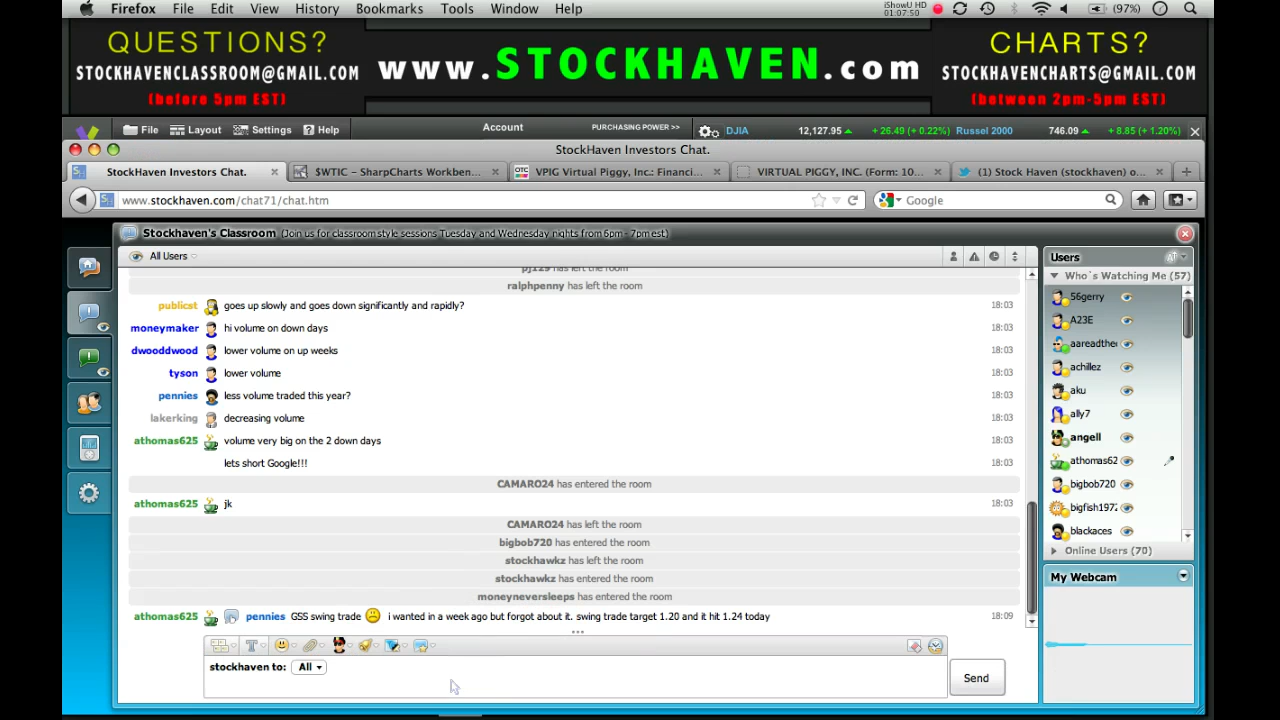 Firefox File Edit View History Bookmarks Tools Window Help
iShowU HD
01:07:50
(97%)
QUESTIONS?
STOCKHAVENCLASSROOM@GMAIL.COM
(before 5pm EST)
www.STOCKHAVEN.com
CHARTS?
STOCKHAVENCHARTS@GMAIL.COM
(between 2pm-5pm EST)
File Layout Settings Help Account PURCHASING POWER >> DJIA 12,127.95 + 26.49 (+ 0.22%) Russel 2000 746.09 + 8.85 (+ 1.20%)
StockHaven Investors Chat.
StockHaven Investors Chat. $WTIC - SharpCharts Workben... VPIG Virtual Piggy, Inc.: Financi... VIRTUAL PIGGY, INC. (Form: 10... (1) Stock Haven (stockhaven) o...
www.stockhaven.com/chat71/chat.htm Google
Stockhaven's Classroom (Join us for classroom style sessions Tuesday and Wednesday nights from 6pm - 7pm est)
All Users
pj129 has left the room
ralphpenny has left the room
publicst goes up slowly and goes down significantly and rapidly? 18:03
moneymaker hi volume on down days 18:03
dwooddwood lower volume on up weeks 18:03
tyson lower volume 18:03
pennies less volume traded this year? 18:03
lakerking decreasing volume 18:03
athomas625 volume very big on the 2 down days 18:03
lets short Google!!! 18:03
CAMARO24 has entered the room
athomas625 jk 18:03
CAMARO24 has left the room
bigbob720 has entered the room
stockhawkz has left the room
stockhawkz has entered the room
moneyneversleeps has entered the room
athomas625 pennies GSS swing trade i wanted in a week ago but forgot about it. swing trade target 1.20 and it hit 1.24 today 18:09
stockhaven to: All
Send
Users
Who's Watching Me (57)
56gerry
A23E
aareadthe
achillez
aku
ally7
angell
athomas62
bigbob720
bigfish1972
blackaces
Online Users (70)
My Webcam